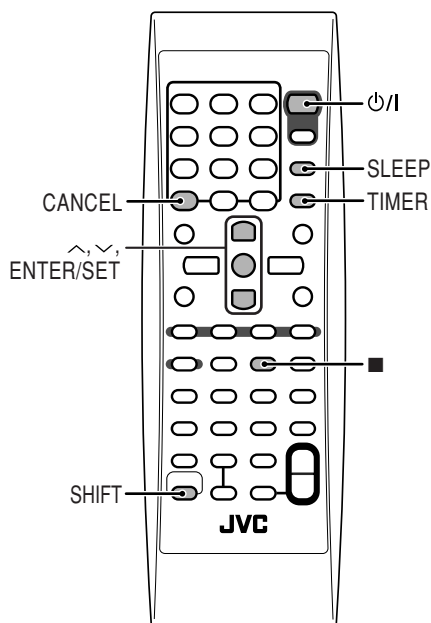 ⏻/I
SLEEP
CANCEL
TIMER
︿, ﹀,
ENTER/SET
■
SHIFT
JVC